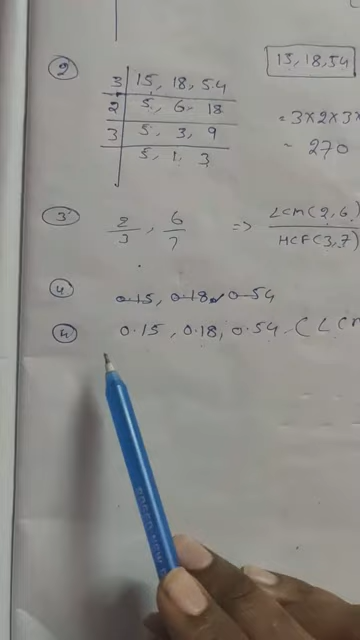 13, 18, 54
② 3 | 15, 18, 54
2 | 5, 6, 18 = 3×2×3×
3 | 5, 3, 9 = 270
5, 1, 3
③ 2/3, 6/7 => LCM(2,6)/HCF(3,7)
④ 0.15, 0.18, 0.54
④ 0.15, 0.18, 0.54 (LCM